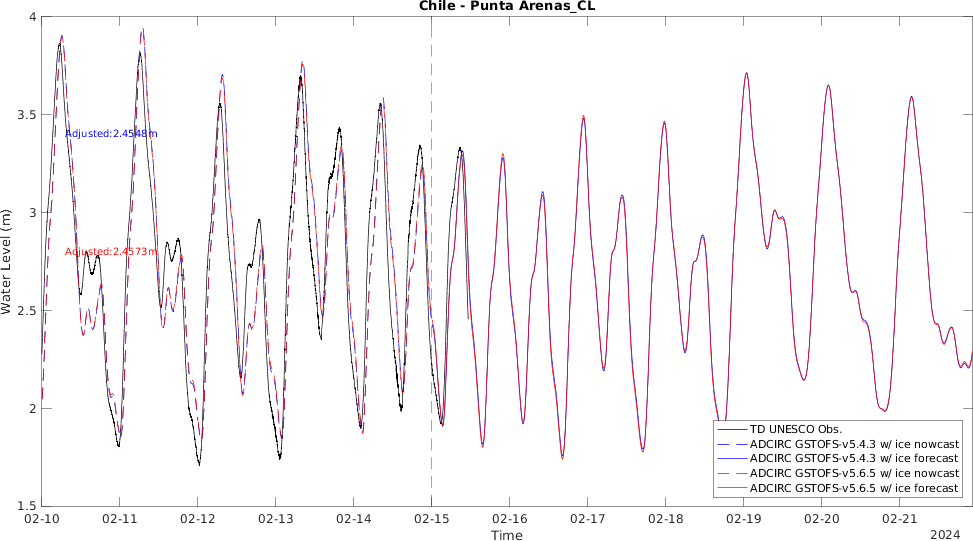 Chile - Punta Arenas_CL
4
3.5
3
2.5
2
1.5
Water Level (m)
Adjusted:2.4548m
Adjusted:2.4573m
TD UNESCO Obs.
ADCIRC GSTOFS-v5.4.3 w/ ice nowcast
ADCIRC GSTOFS-v5.4.3 w/ ice forecast
ADCIRC GSTOFS-v5.6.5 w/ ice nowcast
ADCIRC GSTOFS-v5.6.5 w/ ice forecast
02-10 02-11 02-12 02-13 02-14 02-15 02-16 02-17 02-18 02-19 02-20 02-21
Time
2024